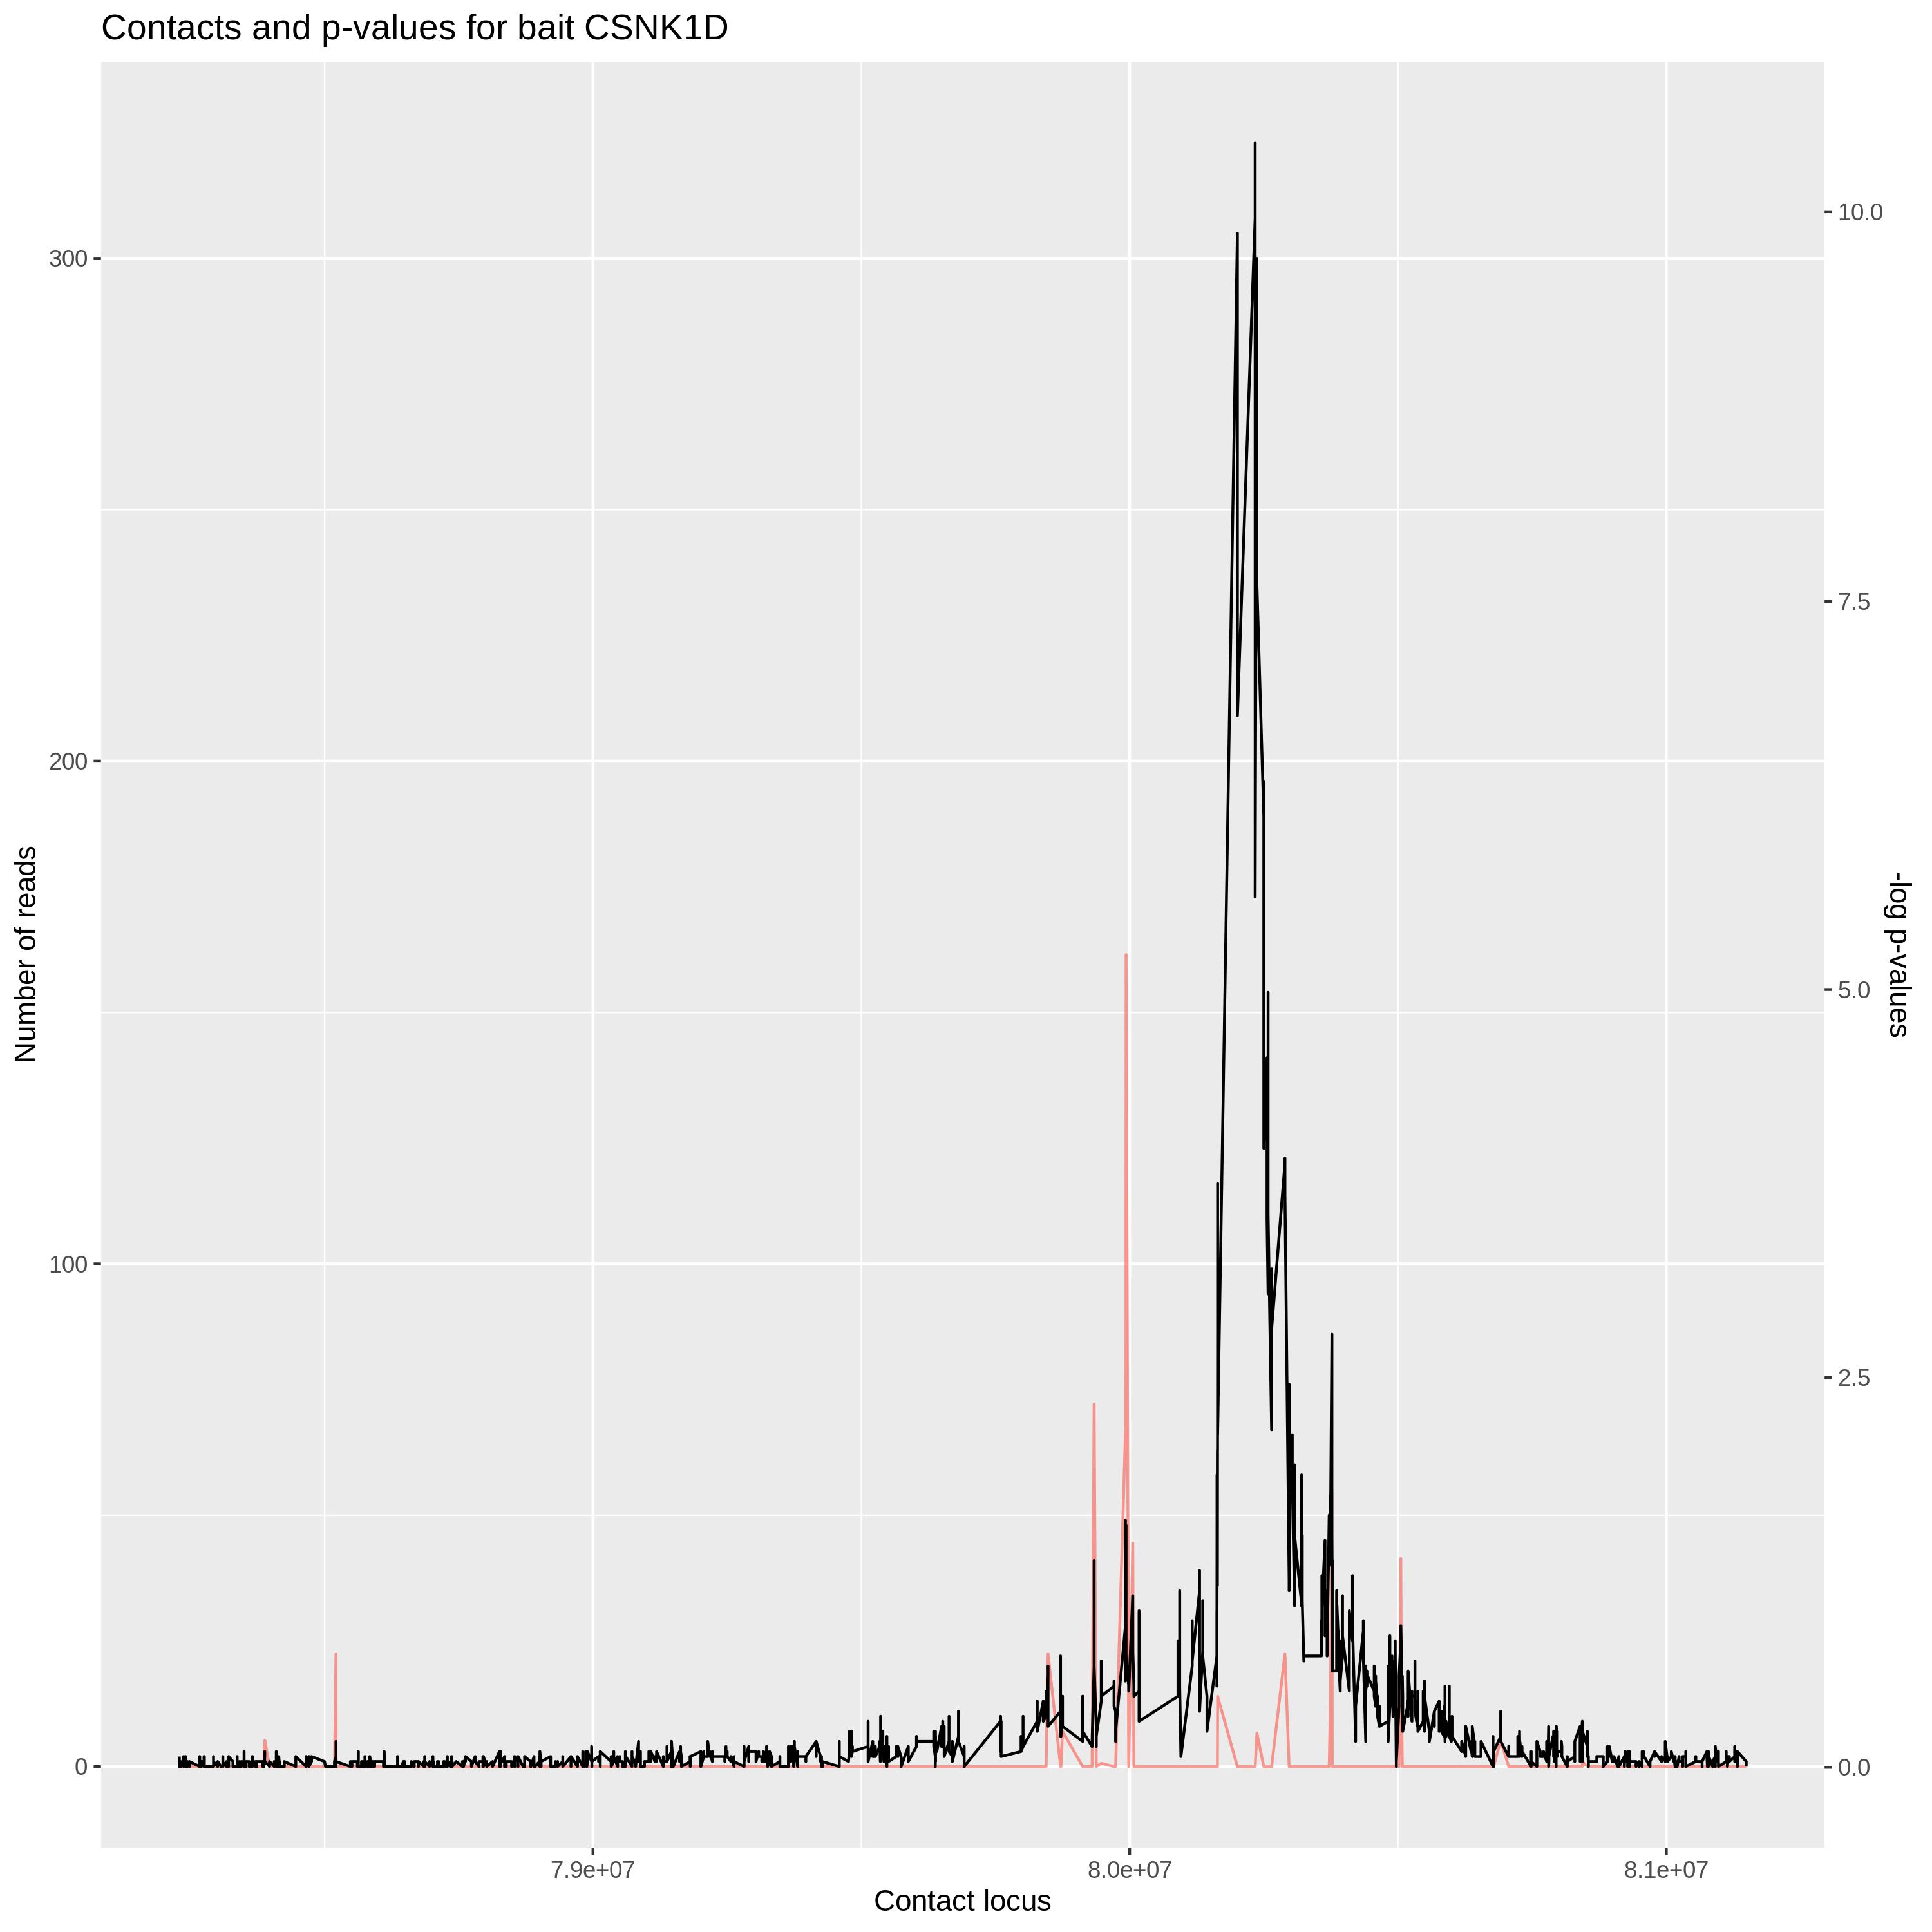 Contacts and p-values for bait CSNK1D
Number of reads
300
200
100
0
10.0
7.5
5.0
2.5
0.0
-log p-values
7.9e+07
8.0e+07
8.1e+07
Contact locus